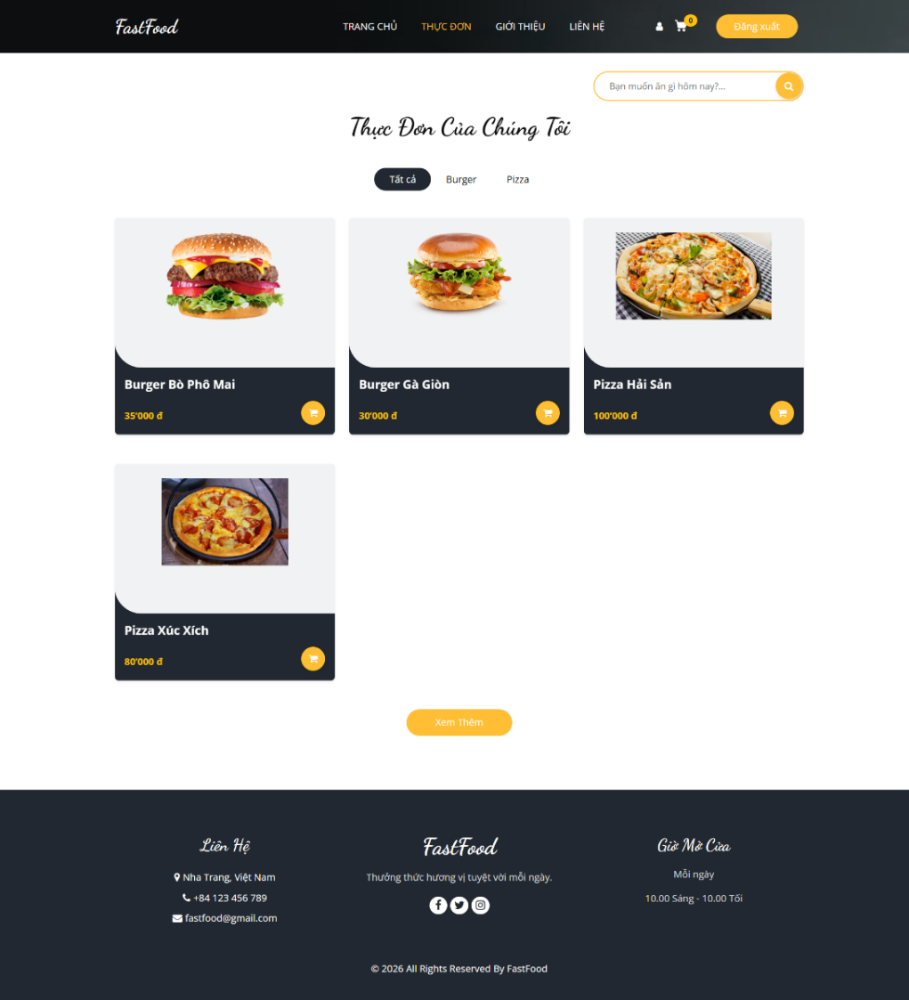 FastFood
TRANG CHỦ THỰC ĐƠN GIỚI THIỆU LIÊN HỆ 0 Đăng xuất
Bạn muốn ăn gì hôm nay?...
Thực Đơn Của Chúng Tôi
Tất cả Burger Pizza
Burger Bò Phô Mai
35'000 đ
Burger Gà Giòn
30'000 đ
Pizza Hải Sản
100'000 đ
Pizza Xúc Xích
80'000 đ
Xem Thêm
Liên Hệ
Nha Trang, Việt Nam
+84 123 456 789
fastfood@gmail.com
FastFood
Thưởng thức hương vị tuyệt vời mỗi ngày.
Giờ Mở Cửa
Mỗi ngày
10.00 Sáng - 10.00 Tối
© 2026 All Rights Reserved By FastFood